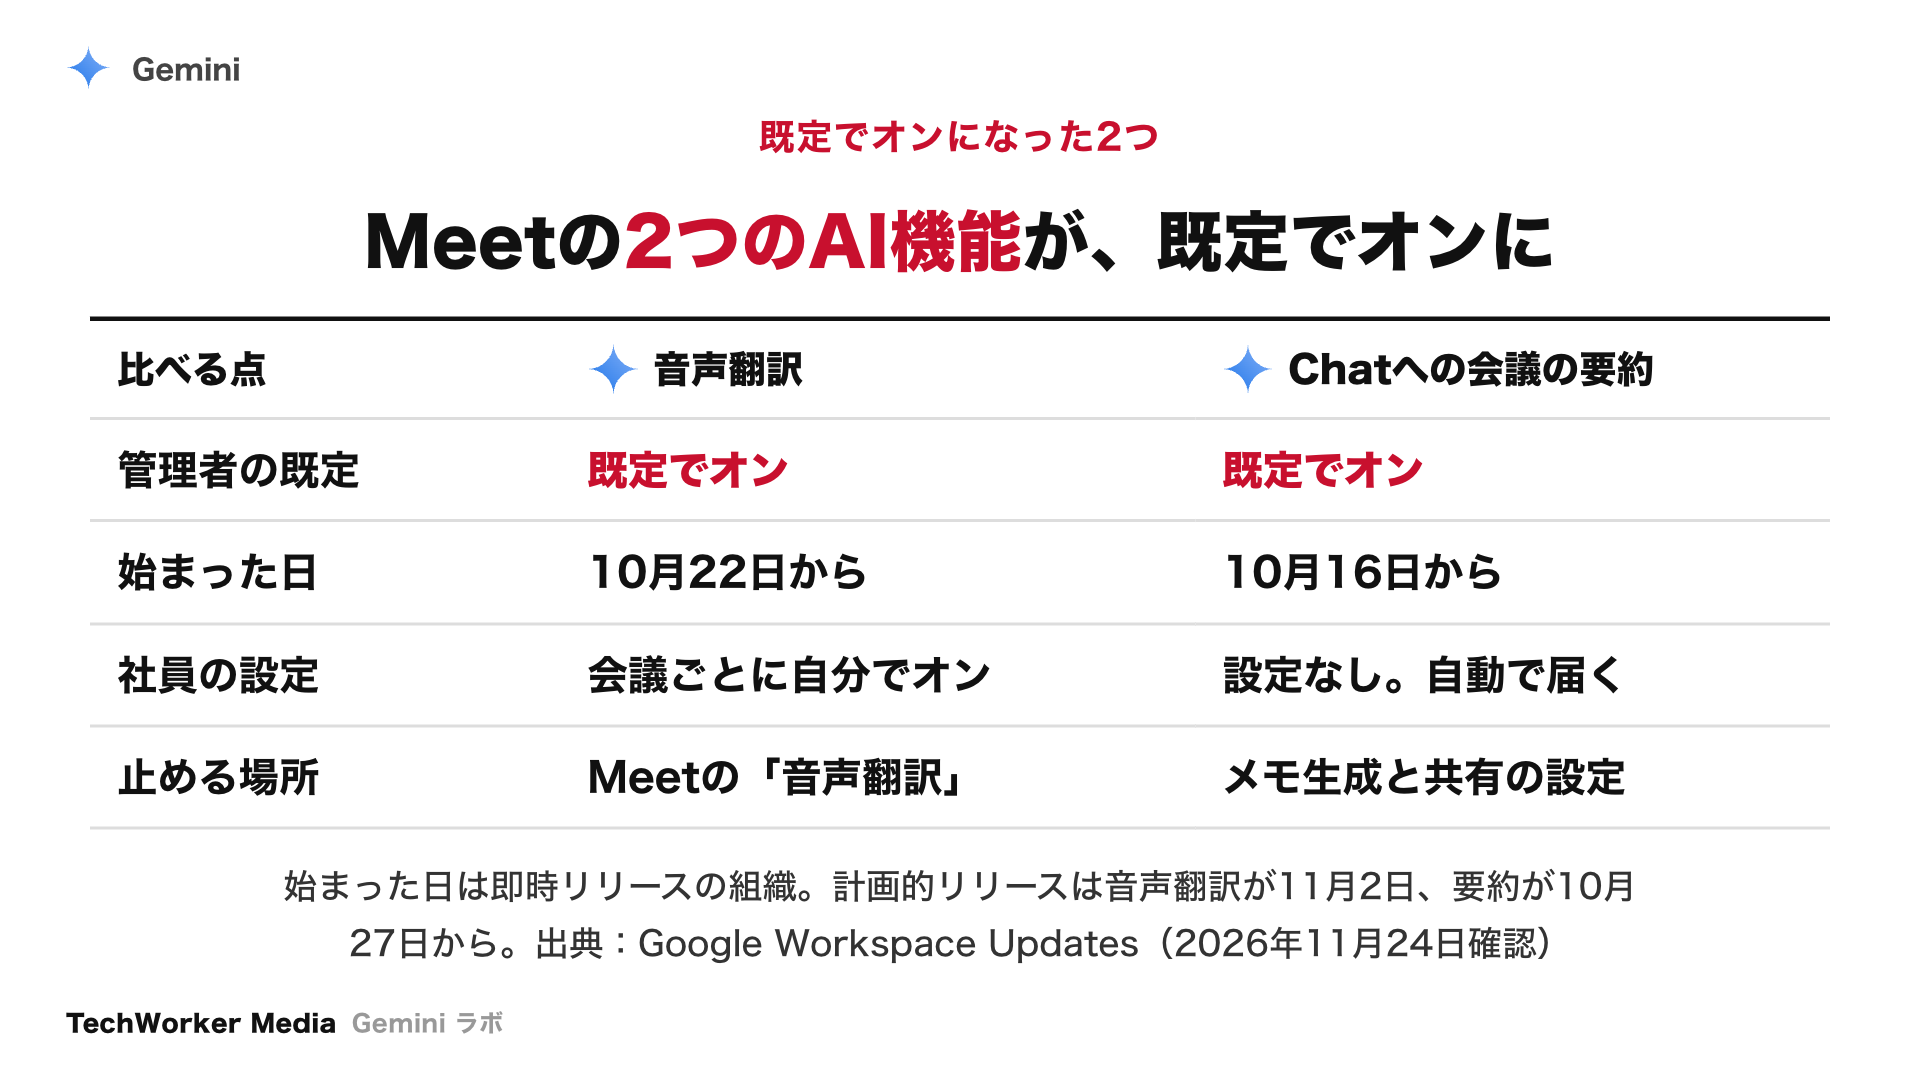 Gemini
既定でオンになった2つ
Meetの2つのAI機能が、既定でオンに
比べる点 音声翻訳 Chatへの会議の要約
管理者の既定 既定でオン 既定でオン
始まった日 10月22日から 10月16日から
社員の設定 会議ごとに自分でオン 設定なし。自動で届く
止める場所 Meetの「音声翻訳」 メモ生成と共有の設定
始まった日は即時リリースの組織。計画的リリースは音声翻訳が11月2日、要約が10月
27日から。出典：Google Workspace Updates（2026年11月24日確認）
TechWorker Media Gemini ラボ